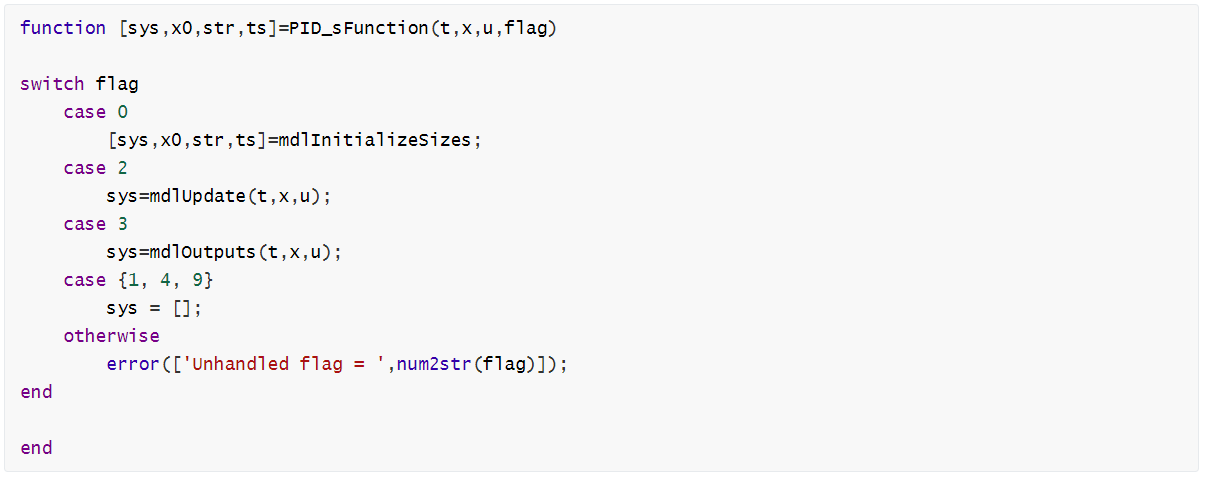 function [sys,x0,str,ts]=PID_sFunction(t,x,u,flag)
switch flag
case 0
[sys,x0,str,ts]=mdlInitializeSizes;
case 2
sys=mdlUpdate(t,x,u);
case 3
sys=mdlOutputs(t,x,u);
case {1, 4, 9}
sys = [];
otherwise
error(['Unhandled flag = ',num2str(flag)]);
end
end